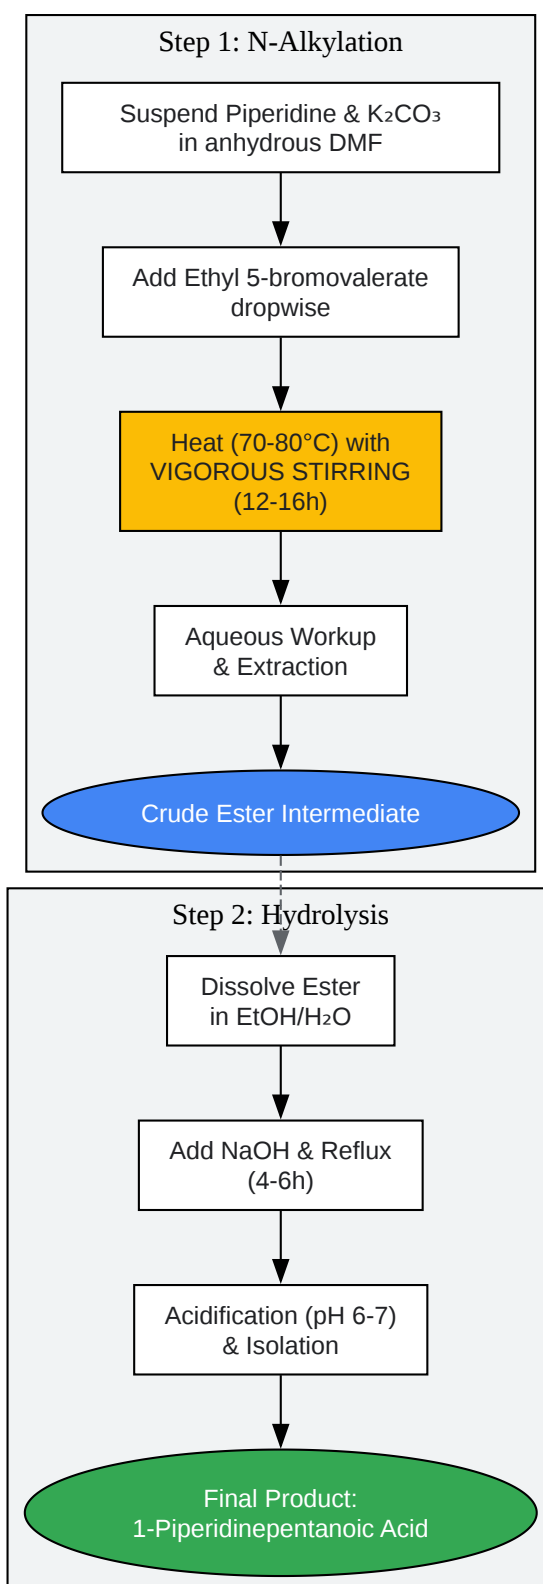 Step 1: N-Alkylation
Suspend Piperidine & K₂CO₃
in anhydrous DMF
Add Ethyl 5-bromovalerate
dropwise
Heat (70-80°C) with
VIGOROUS STIRRING
(12-16h)
Aqueous Workup
& Extraction
Crude Ester Intermediate
Step 2: Hydrolysis
Dissolve Ester
in EtOH/H₂O
Add NaOH & Reflux
(4-6h)
Acidification (pH 6-7)
& Isolation
Final Product:
1-Piperidinepentanoic Acid